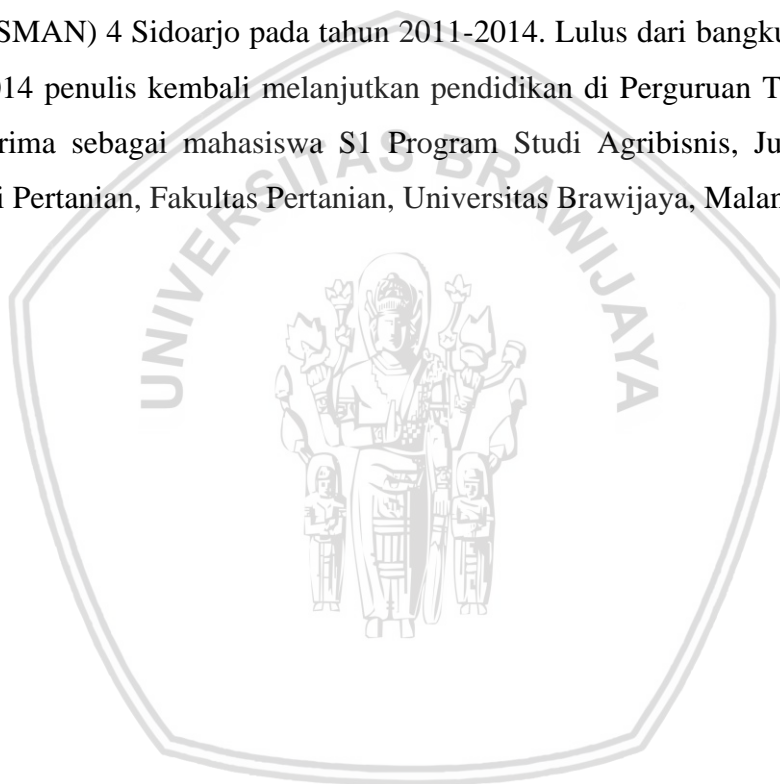 SMAN) 4 Sidoarjo pada tahun 2011-2014. Lulus dari bangku
014 penulis kembali melanjutkan pendidikan di Perguruan T
rima sebagai mahasiswa S1 Program Studi Agribisnis, Ju
i Pertanian, Fakultas Pertanian, Universitas Brawijaya, Malan
UNIVERSITAS BRAWIJAYA